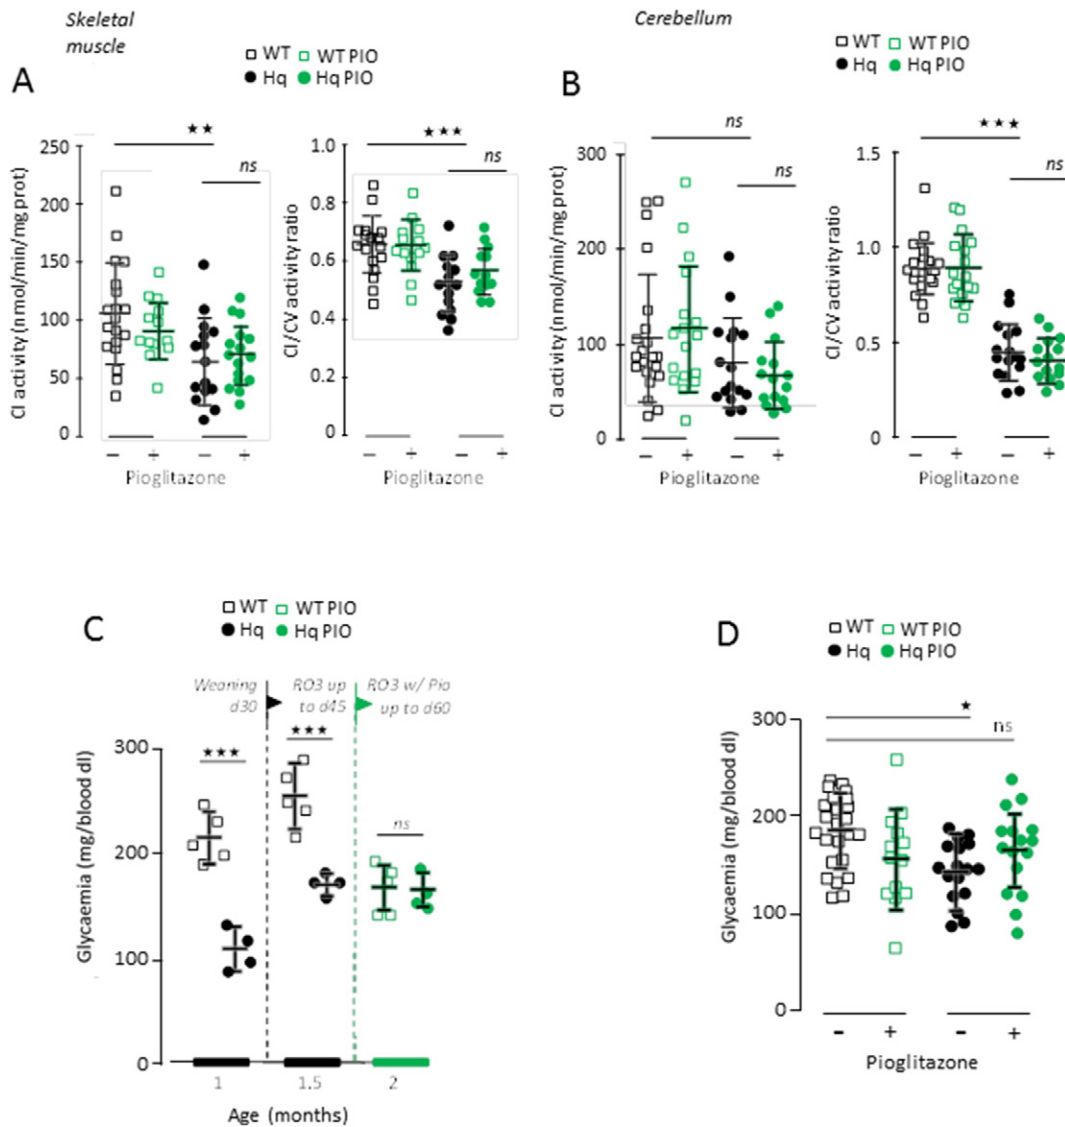 Skeletal
muscle
Cerebellum
A
□ WT □ WT PIO
● Hq ● Hq PIO
★★
ns
CI activity (nmol/min/mg prot)
250
200
150
100
50
0
– + – +
Pioglitazone
★★★
ns
CI/CV activity ratio
1.0
0.8
0.6
0.4
0.2
0.0
– + – +
Pioglitazone
B
□ WT □ WT PIO
● Hq ● Hq PIO
ns
ns
CI activity (nmol/min/mg prot)
300
200
100
0
– + – +
Pioglitazone
★★★
ns
CI/CV activity ratio
1.5
1.0
0.5
0
– + – +
Pioglitazone
C
□ WT □ WT PIO
● Hq ● Hq PIO
Weaning
d30
RO3 up
to d45
RO3 w/ Pio
up to d60
★★★
★★★
ns
Glycaemia (mg/blood dl)
300
200
100
0
1 1.5 2
Age (months)
D
□ WT □ WT PIO
● Hq ● Hq PIO
★
ns
Glycaemia (mg/blood dl)
300
200
100
0
– + – +
Pioglitazone